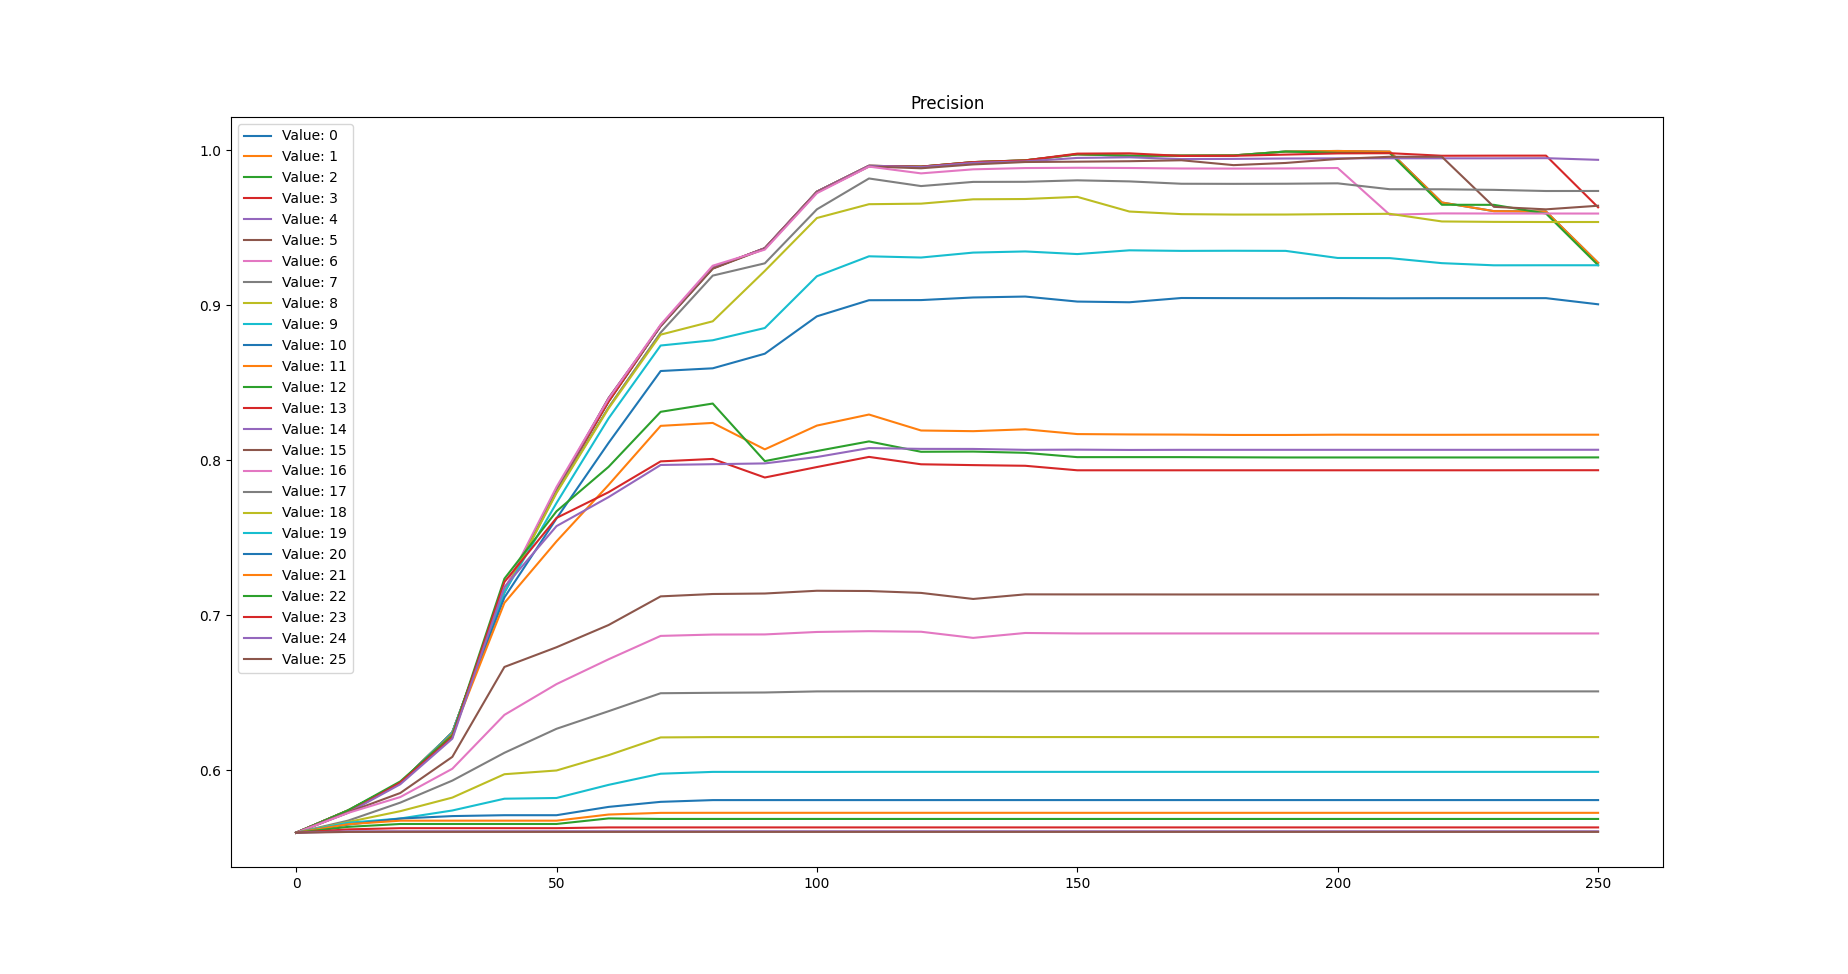 Precision
1.0
0.9
0.8
0.7
0.6
Value: 0
Value: 1
Value: 2
Value: 3
Value: 4
Value: 5
Value: 6
Value: 7
Value: 8
Value: 9
Value: 10
Value: 11
Value: 12
Value: 13
Value: 14
Value: 15
Value: 16
Value: 17
Value: 18
Value: 19
Value: 20
Value: 21
Value: 22
Value: 23
Value: 24
Value: 25
0 50 100 150 200 250